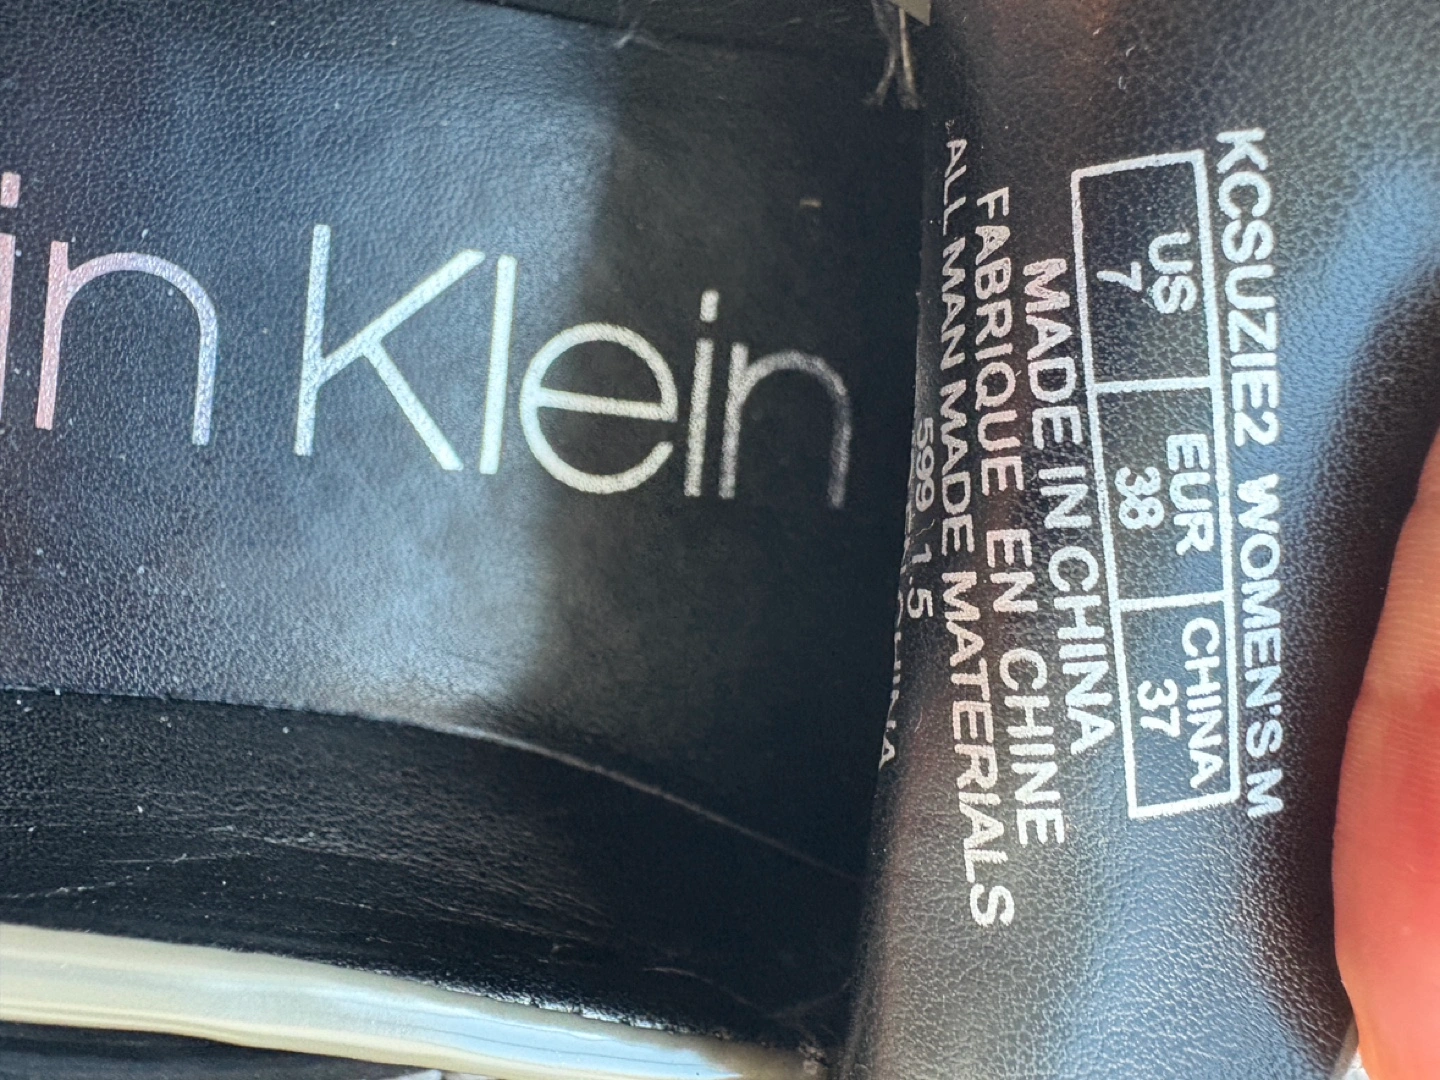 in Klein
KCSUZIE2 WOMEN'S M
US EUR CHINA
7 38 37
MADE IN CHINA
FABRIQUE EN CHINE
ALL MAN MADE MATERIALS
599 1.5